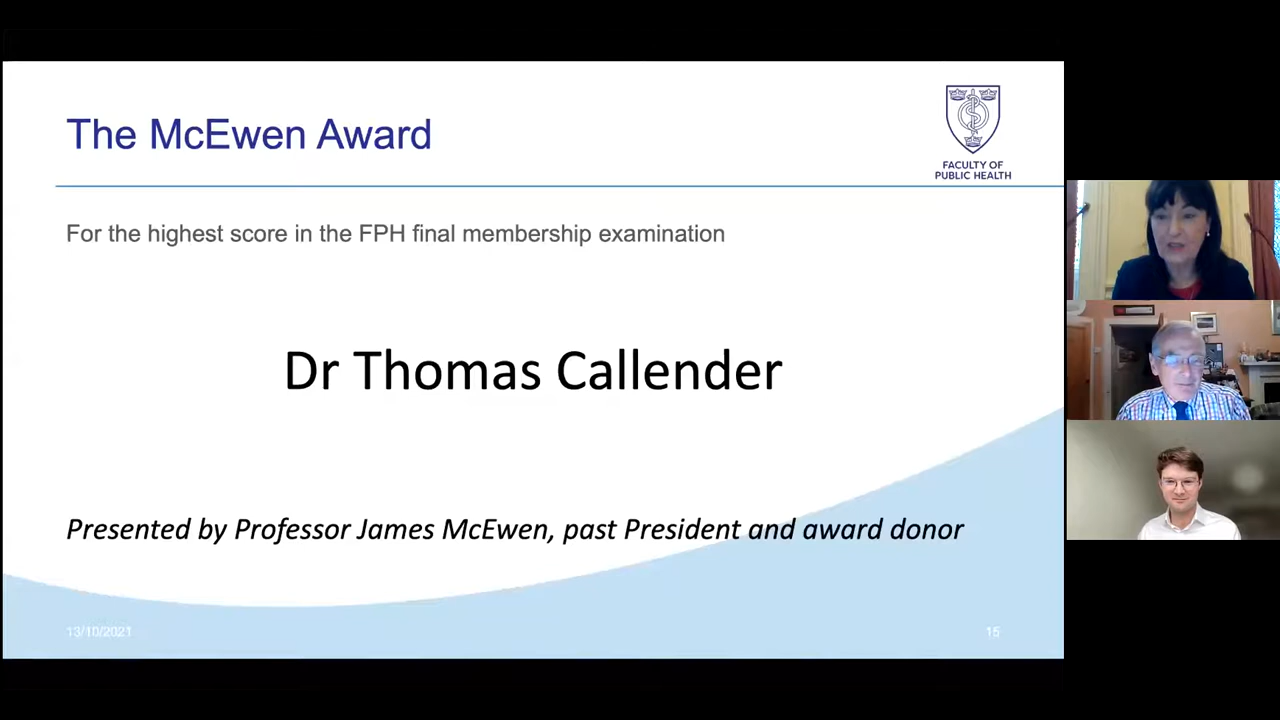 The McEwen Award
FACULTY OF
PUBLIC HEALTH
For the highest score in the FPH final membership examination
Dr Thomas Callender
Presented by Professor James McEwen, past President and award donor
13/10/2021
15